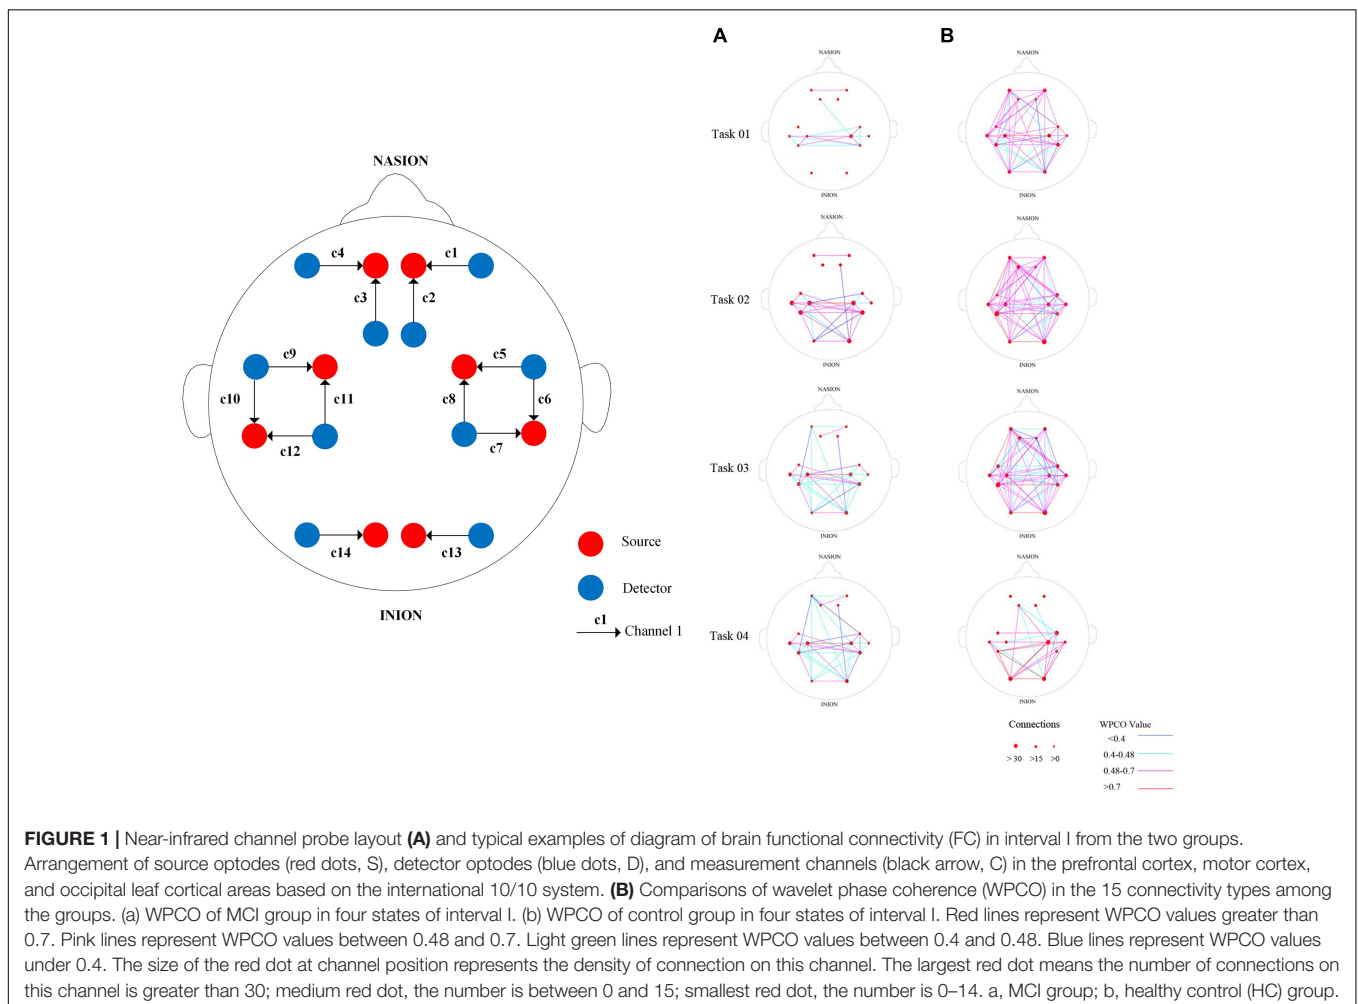 A
B
NASION
NASION
Task 01
INION
INION
NASION
NASION
Task 02
INION
INION
NASION
NASION
Task 03
INION
INION
NASION
NASION
Task 04
INION
INION
Connections
> 30 >15 >0
WPCO Value
<0.4
0.4-0.48
0.48-0.7
>0.7
NASION
c4
c1
c3
c2
c9
c5
c10
c11
c8
c6
c12
c7
c14
c13
INION
Source
Detector
c1
Channel 1
FIGURE 1 | Near-infrared channel probe layout (A) and typical examples of diagram of brain functional connectivity (FC) in interval I from the two groups.
Arrangement of source optodes (red dots, S), detector optodes (blue dots, D), and measurement channels (black arrow, C) in the prefrontal cortex, motor cortex,
and occipital leaf cortical areas based on the international 10/10 system. (B) Comparisons of wavelet phase coherence (WPCO) in the 15 connectivity types among
the groups. (a) WPCO of MCI group in four states of interval I. (b) WPCO of control group in four states of interval I. Red lines represent WPCO values greater than
0.7. Pink lines represent WPCO values between 0.48 and 0.7. Light green lines represent WPCO values between 0.4 and 0.48. Blue lines represent WPCO values
under 0.4. The size of the red dot at channel position represents the density of connection on this channel. The largest red dot means the number of connections on
this channel is greater than 30; medium red dot, the number is between 0 and 15; smallest red dot, the number is 0–14. a, MCI group; b, healthy control (HC) group.